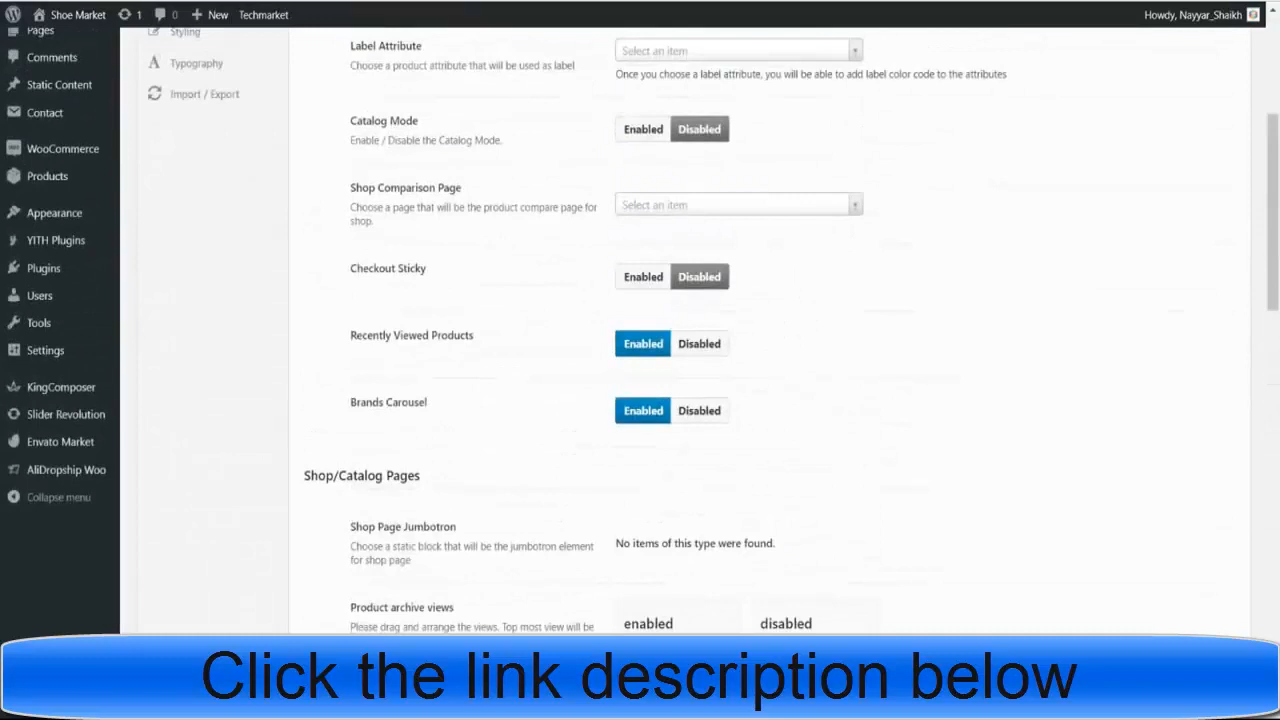 Shoe Market 1 0 New Techmarket Howdy, Nayyar_Shaikh
Pages
Comments
Static Content
Contact
WooCommerce
Products
Appearance
YITH Plugins
Plugins
Users
Tools
Settings
KingComposer
Slider Revolution
Envato Market
AliDropship Woo
Collapse menu
Styling
Typography
Import / Export
Label Attribute
Choose a product attribute that will be used as label
Select an item
Once you choose a label attribute, you will be able to add label color code to the attributes
Catalog Mode
Enable / Disable the Catalog Mode.
Enabled Disabled
Shop Comparison Page
Choose a page that will be the product compare page for
shop.
Select an item
Checkout Sticky
Enabled Disabled
Recently Viewed Products
Enabled Disabled
Brands Carousel
Enabled Disabled
Shop/Catalog Pages
Shop Page Jumbotron
Choose a static block that will be the jumbotron element
for shop page
No items of this type were found.
Product archive views
Please drag and arrange the views. Top most view will be
enabled disabled
Click the link description below